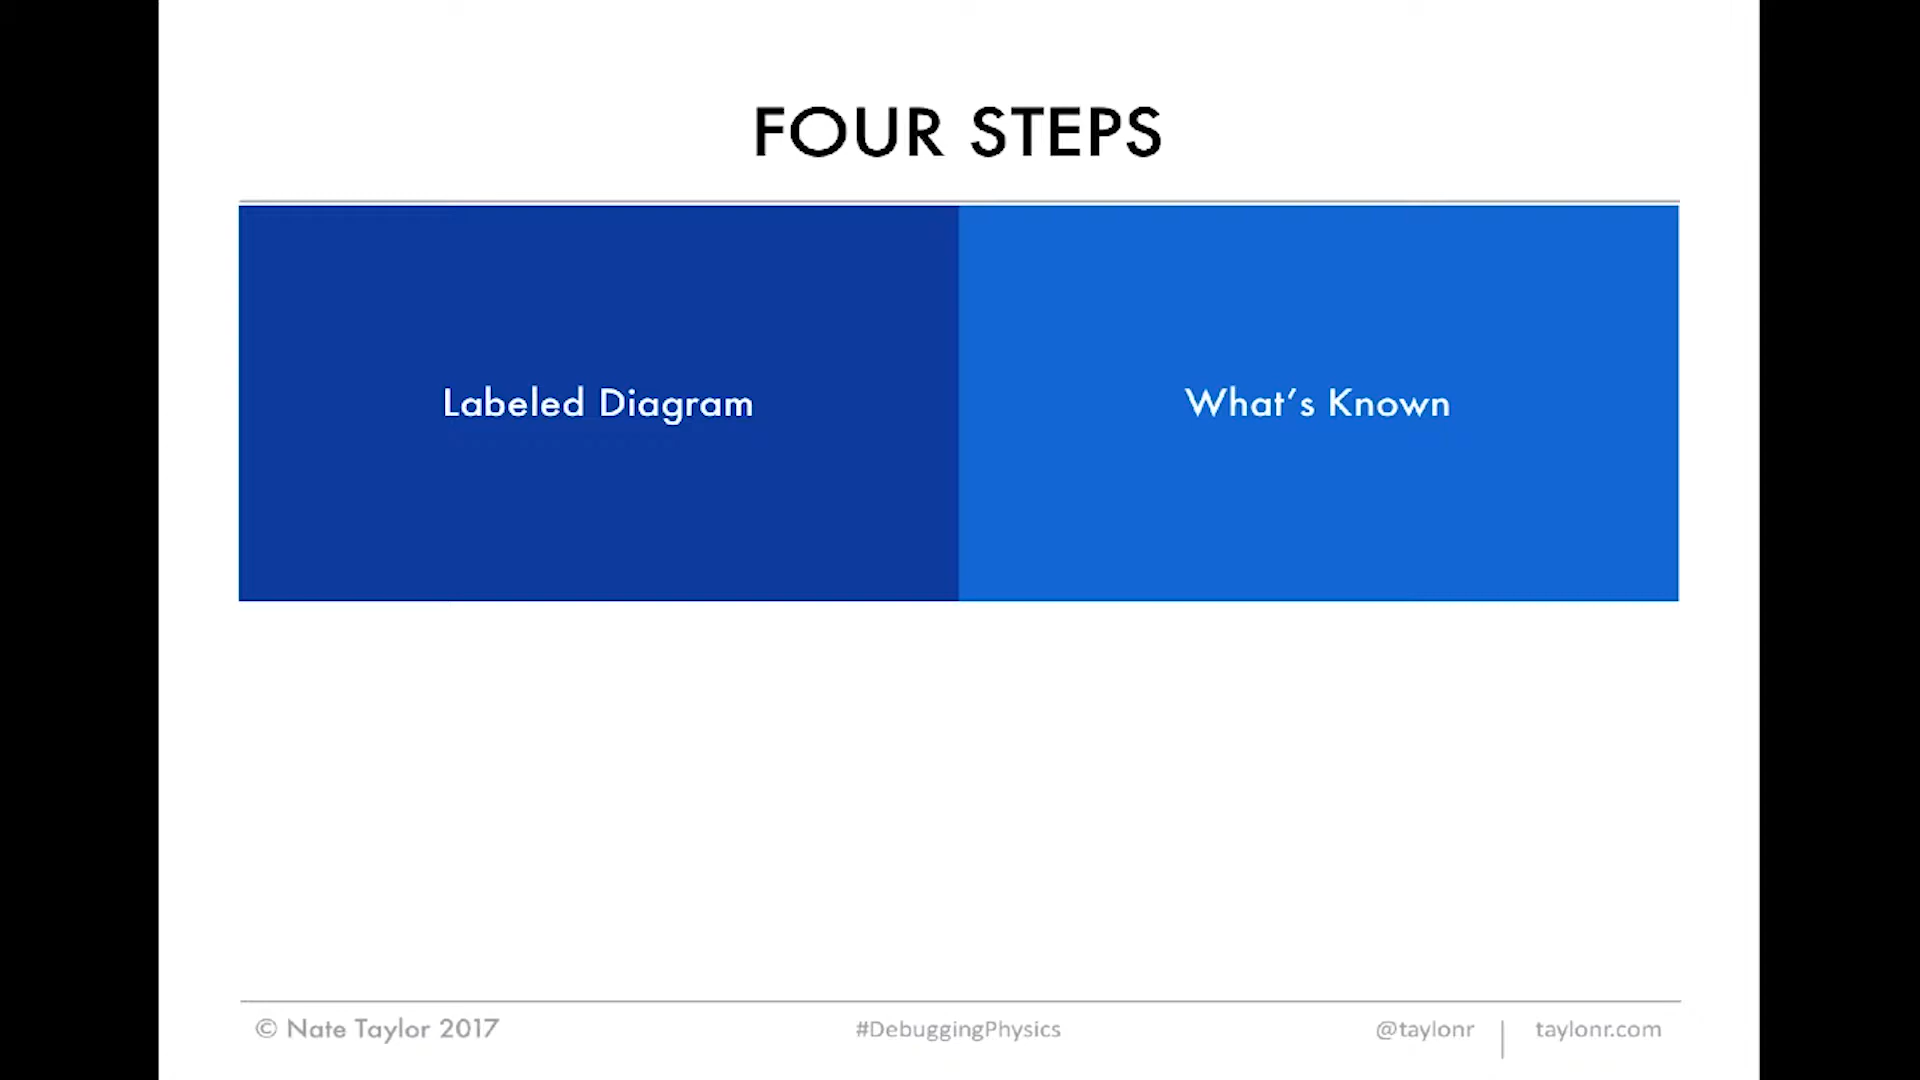 FOUR STEPS
Labeled Diagram
What's Known
© Nate Taylor 2017
#DebuggingPhysics
@taylonr
taylonr.com